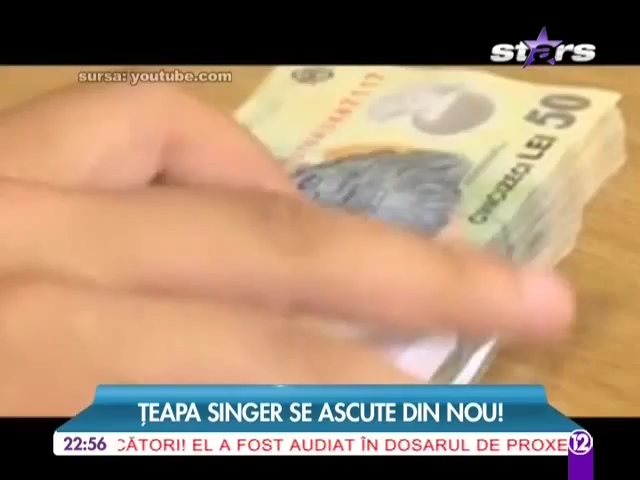 stars
sursa: youtube.com
50
CINCIZECI LEI
ȚEAPA SINGER SE ASCUTE DIN NOU!
22:56 CĂTORI! EL A FOST AUDIAT ÎN DOSARUL DE PROXE
12